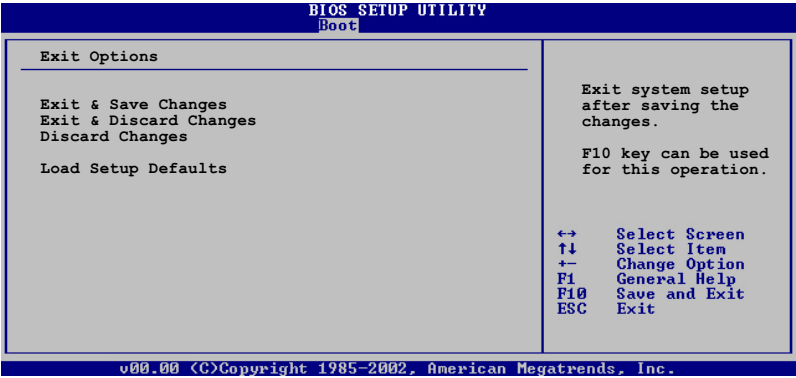 BIOS SETUP UTILITY
Boot
Exit Options
Exit & Save Changes
Exit & Discard Changes
Discard Changes
Load Setup Defaults
Exit system setup
after saving the
changes.
F10 key can be used
for this operation.
←→ Select Screen
↑↓ Select Item
+- Change Option
F1 General Help
F10 Save and Exit
ESC Exit
v00.00 (C)Copyright 1985-2002, American Megatrends, Inc.